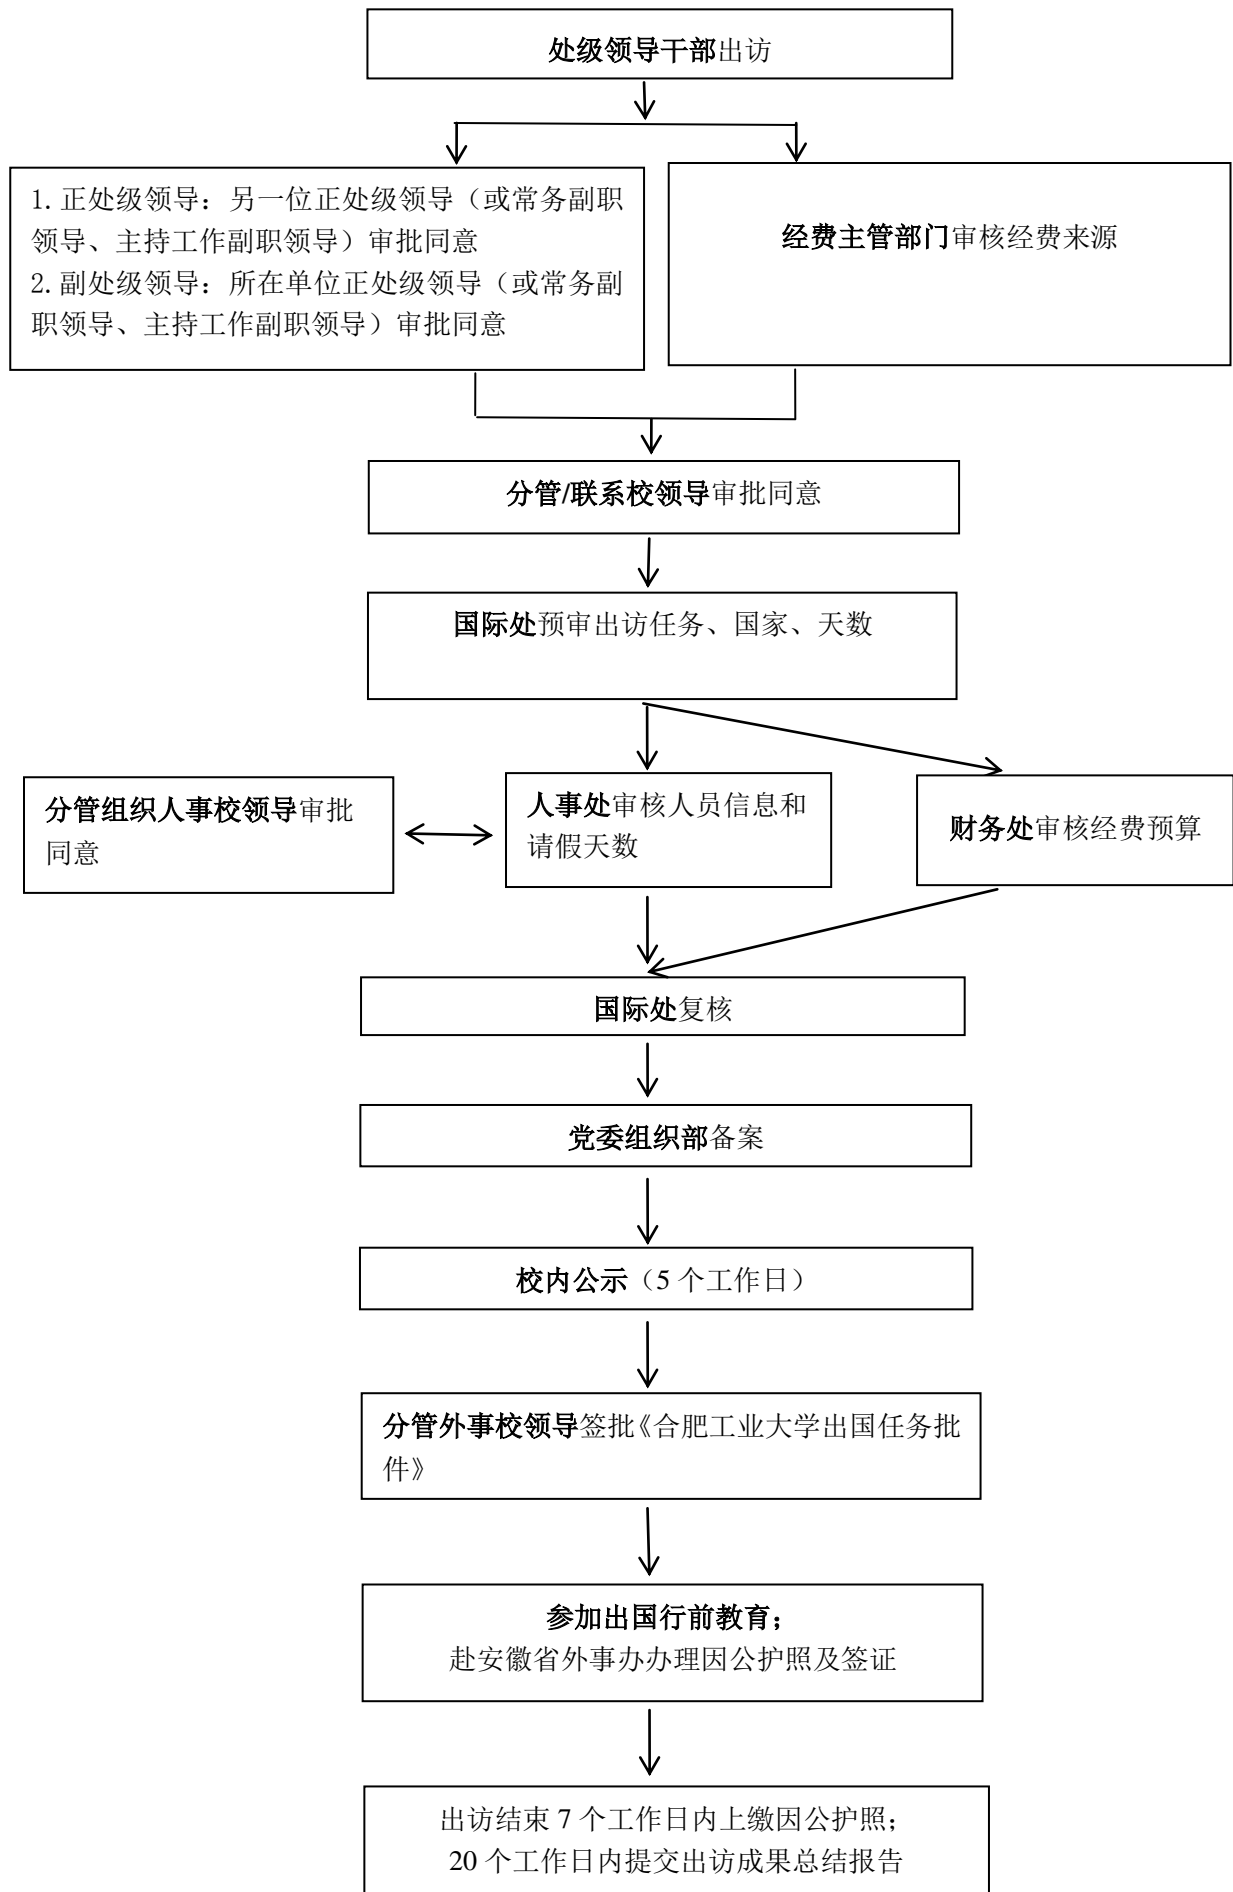 处级领导干部出访
1. 正处级领导：另一位正处级领导（或常务副职
领导、主持工作副职领导）审批同意
2. 副处级领导：所在单位正处级领导（或常务副
职领导、主持工作副职领导）审批同意
经费主管部门审核经费来源
分管/联系校领导审批同意
国际处预审出访任务、国家、天数
分管组织人事校领导审批
同意
人事处审核人员信息和
请假天数
财务处审核经费预算
国际处复核
党委组织部备案
校内公示（5 个工作日）
分管外事校领导签批《合肥工业大学出国任务批
件》
参加出国行前教育；
赴安徽省外事办办理因公护照及签证
出访结束 7 个工作日内上缴因公护照；
20 个工作日内提交出访成果总结报告